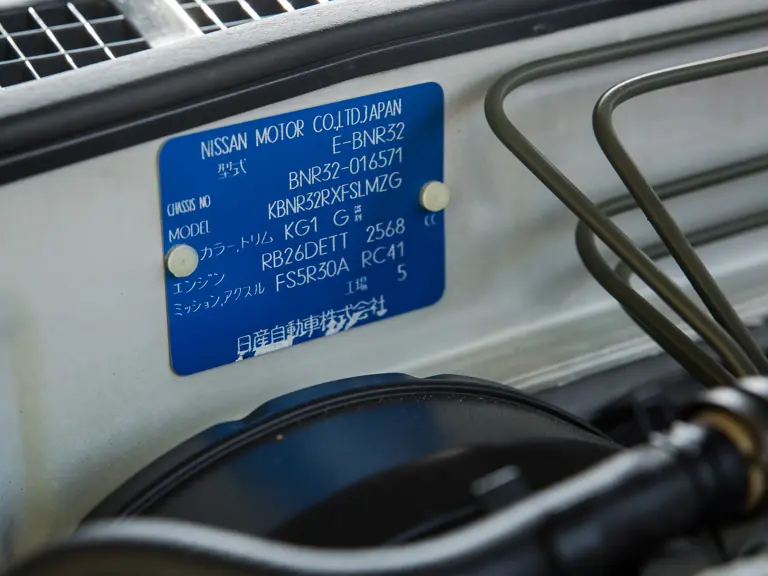 NISSAN MOTOR CO.,LTD.JAPAN
型式 E-BNR32
CHASSIS NO BNR32-016571
MODEL KBNR32RXFSLMZG
カラー,トリム KG1 G
エンジン RB26DETT 2568 cc
ミッション,アクスル FS5R30A RC41
工場 5
日産自動車株式会社